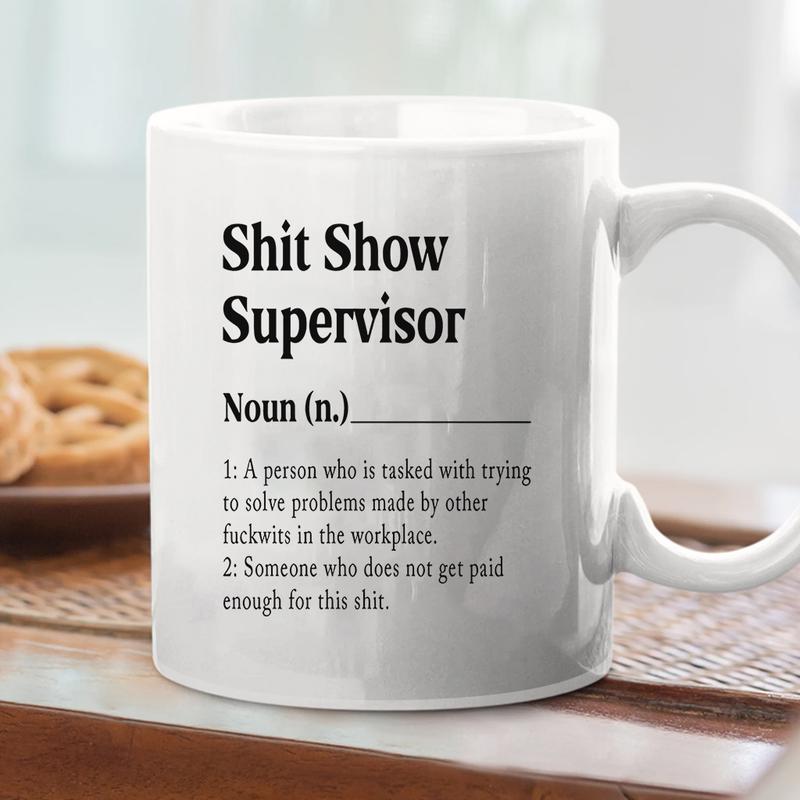 Shit Show
Supervisor
Noun (n.)
1: A person who is tasked with trying
to solve problems made by other
fuckwits in the workplace.
2: Someone who does not get paid
enough for this shit.